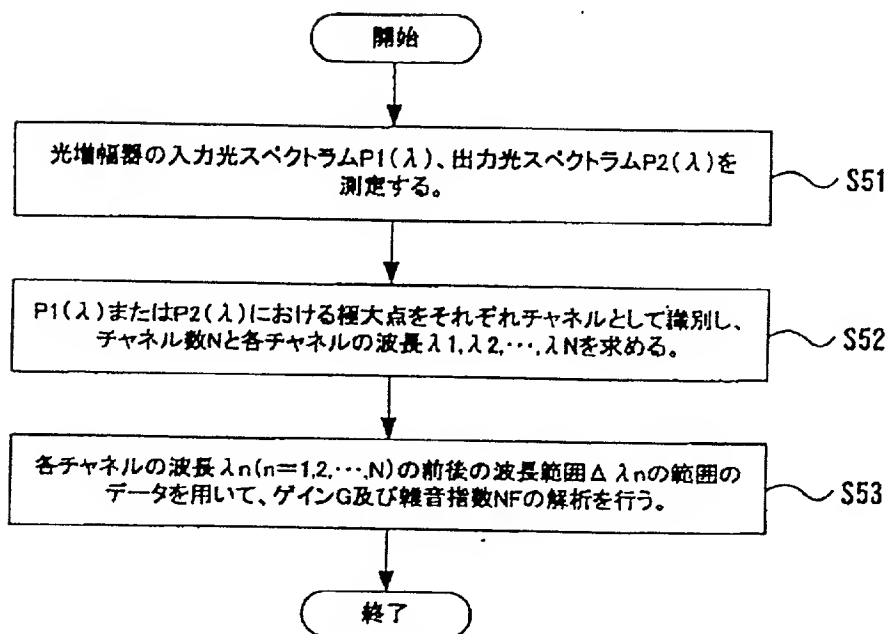 開始
光増幅器の入力光スペクトラムP1(λ)、出力光スペクトラムP2(λ)を
測定する。
S51
P1(λ)またはP2(λ)における極大点をそれぞれチャネルとして識別し、
チャネル数Nと各チャネルの波長λ1,λ2,･･･,λNを求める。
S52
各チャネルの波長λn(n=1,2,･･･,N)の前後の波長範囲Δλnの範囲の
データを用いて、ゲインG及び雑音指数NFの解析を行う。
S53
終了